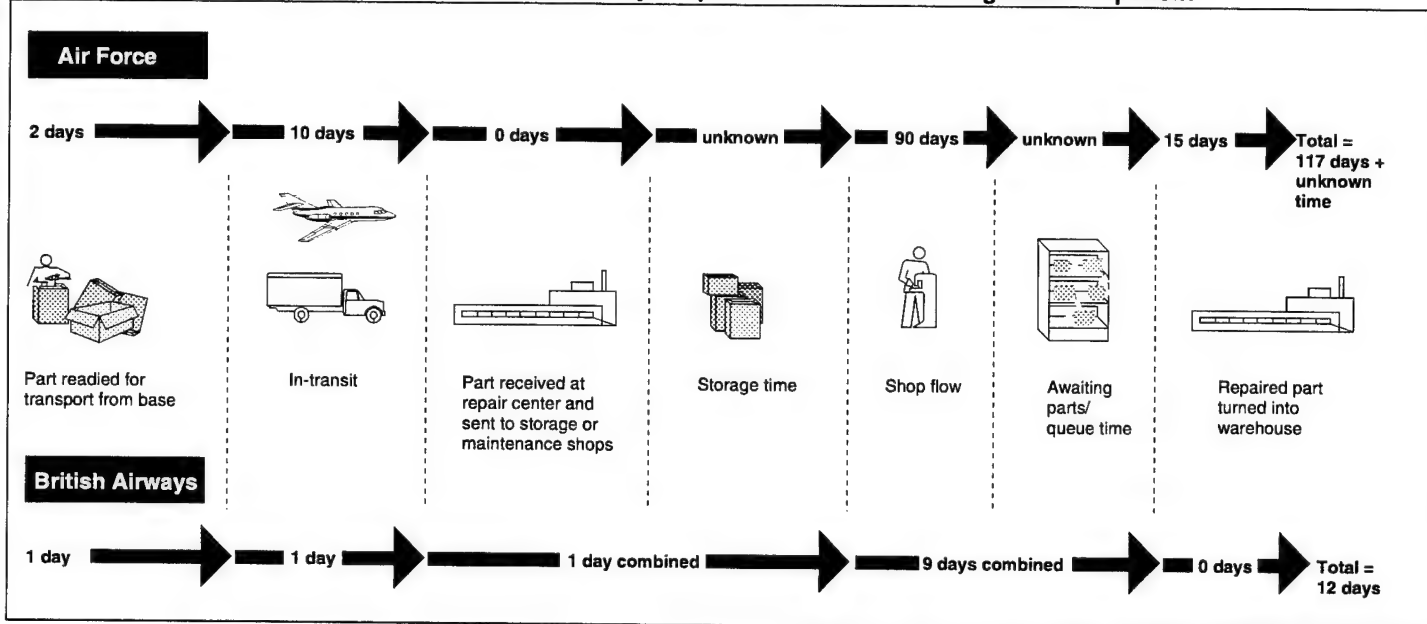 Air Force
2 days
10 days
0 days
unknown
90 days
unknown
15 days
Total =
117 days +
unknown
time
Part readied for
transport from base
In-transit
Part received at
repair center and
sent to storage or
maintenance shops
Storage time
Shop flow
Awaiting
parts/
queue time
Repaired part
turned into
warehouse
British Airways
1 day
1 day
1 day combined
9 days combined
0 days
Total =
12 days